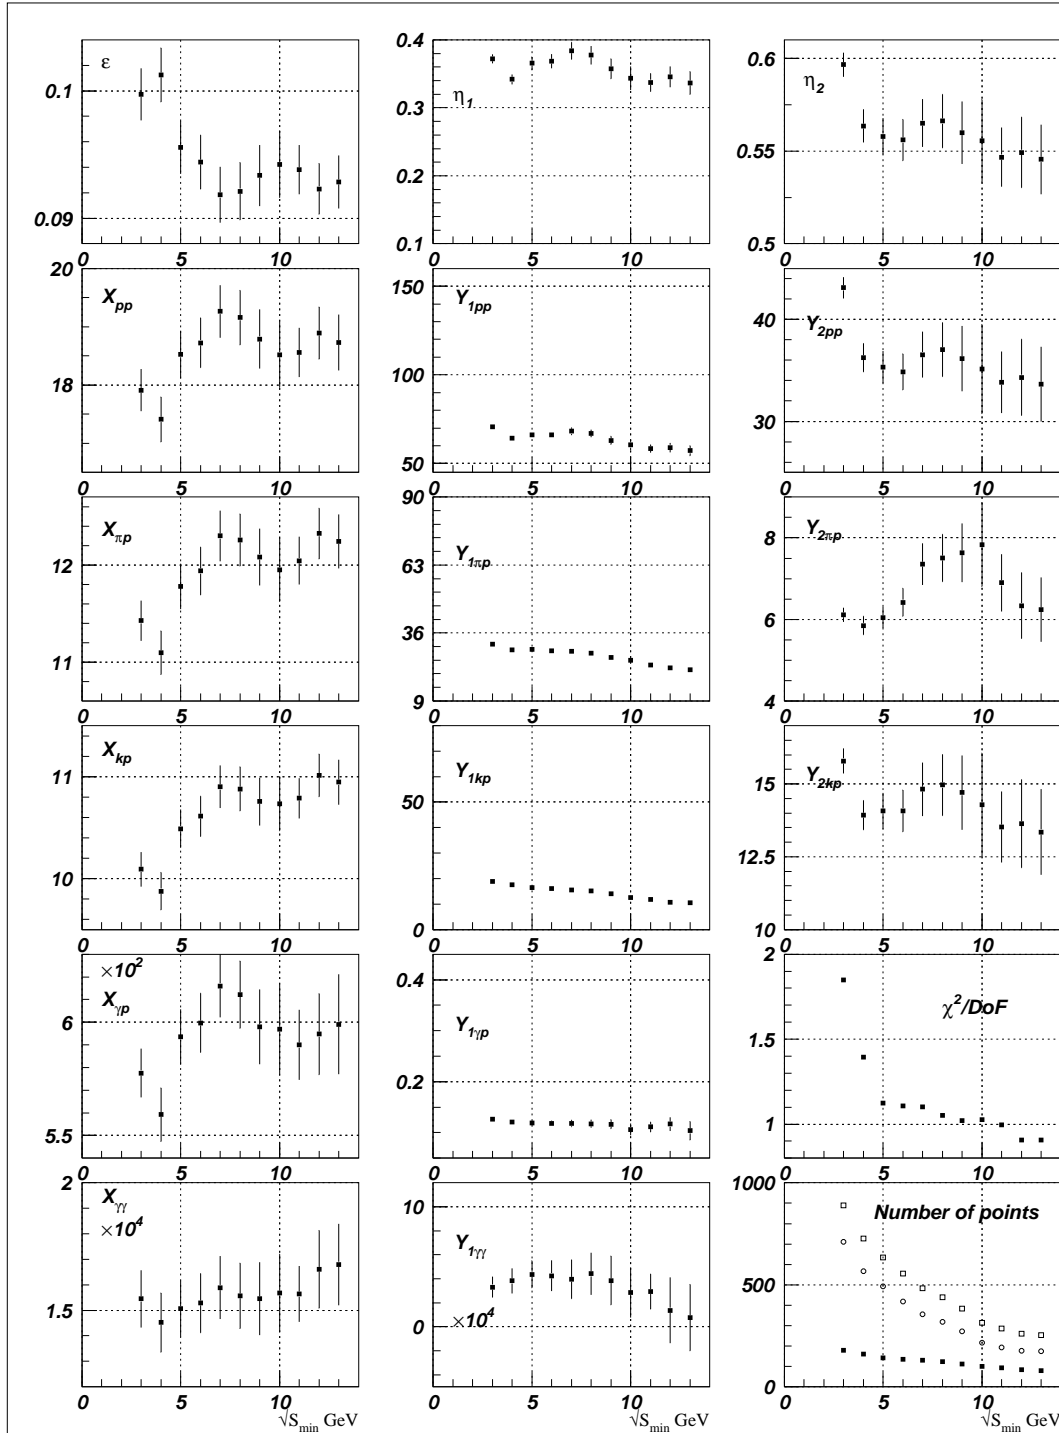 ε
0.1
0.09
0 5 10
η1
0.4
0.3
0.2
0.1
0 5 10
η2
0.6
0.55
0.5
0 5 10
Xpp
20
18
0 5 10
Y1pp
150
100
50
0 5 10
Y2pp
40
30
0 5 10
Xπp
12
11
0 5 10
Y1πp
90
63
36
9
0 5 10
Y2πp
8
6
4
0 5 10
Xkp
11
10
0 5 10
Y1kp
50
0
0 5 10
Y2kp
15
12.5
10
0 5 10
×10²
Xγp
6
5.5
0 5 10
Y1γp
0.4
0.2
0 5 10
χ²/DoF
2
1.5
1
0 5 10
Xγγ
×10⁴
2
1.5
0 5 10
√Smin GeV
Y1γγ
×10⁴
10
0
0 5 10
√Smin GeV
Number of points
1000
500
0
0 5 10
√Smin GeV